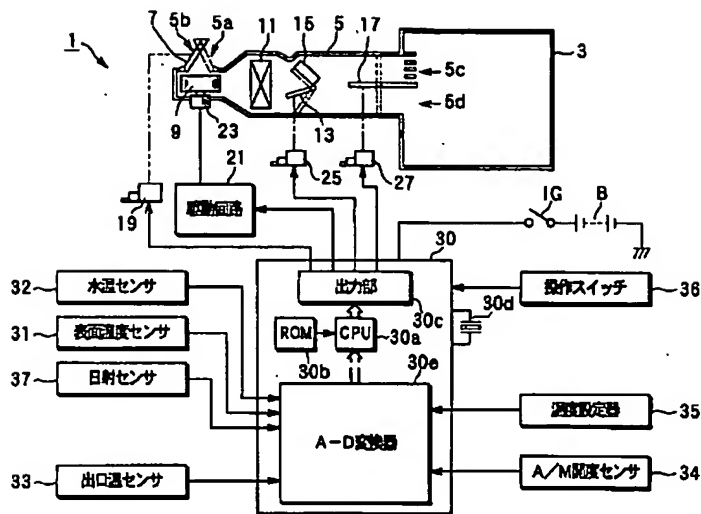 1
5b
5a
7
11
5
15
17
3
5c
5d
9
13
23
21
25
27
19
駆動回路
IG
B
30
32
水温センサ
出力部
操作スイッチ
36
30c
30d
31
表面温度センサ
ROM
CPU
30a
30b
30e
37
日射センサ
A-D変換器
温度設定器
35
33
出口温センサ
A/M開度センサ
34